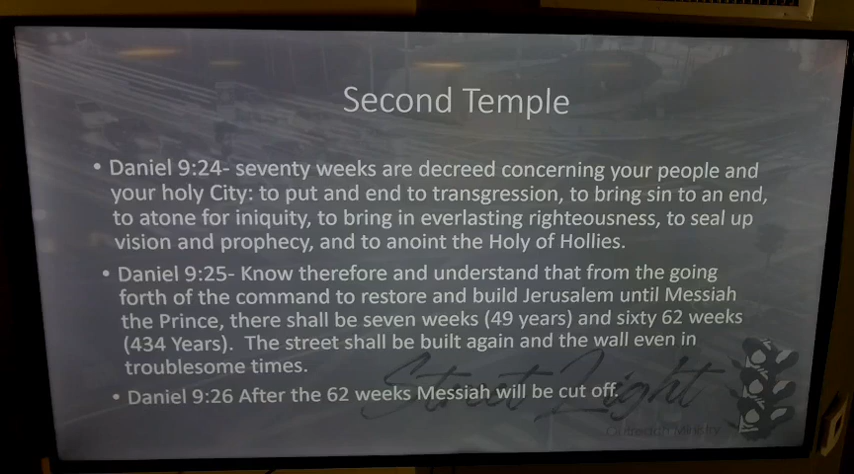 Second Temple
• Daniel 9:24- seventy weeks are decreed concerning your people and
your holy City: to put and end to transgression, to bring sin to an end,
to atone for iniquity, to bring in everlasting righteousness, to seal up
vision and prophecy, and to anoint the Holy of Hollies.
• Daniel 9:25- Know therefore and understand that from the going
forth of the command to restore and build Jerusalem until Messiah
the Prince, there shall be seven weeks (49 years) and sixty 62 weeks
(434 Years).  The street shall be built again and the wall even in
troublesome times.
• Daniel 9:26 After the 62 weeks Messiah will be cut off.
Street Light
Outreach Ministry